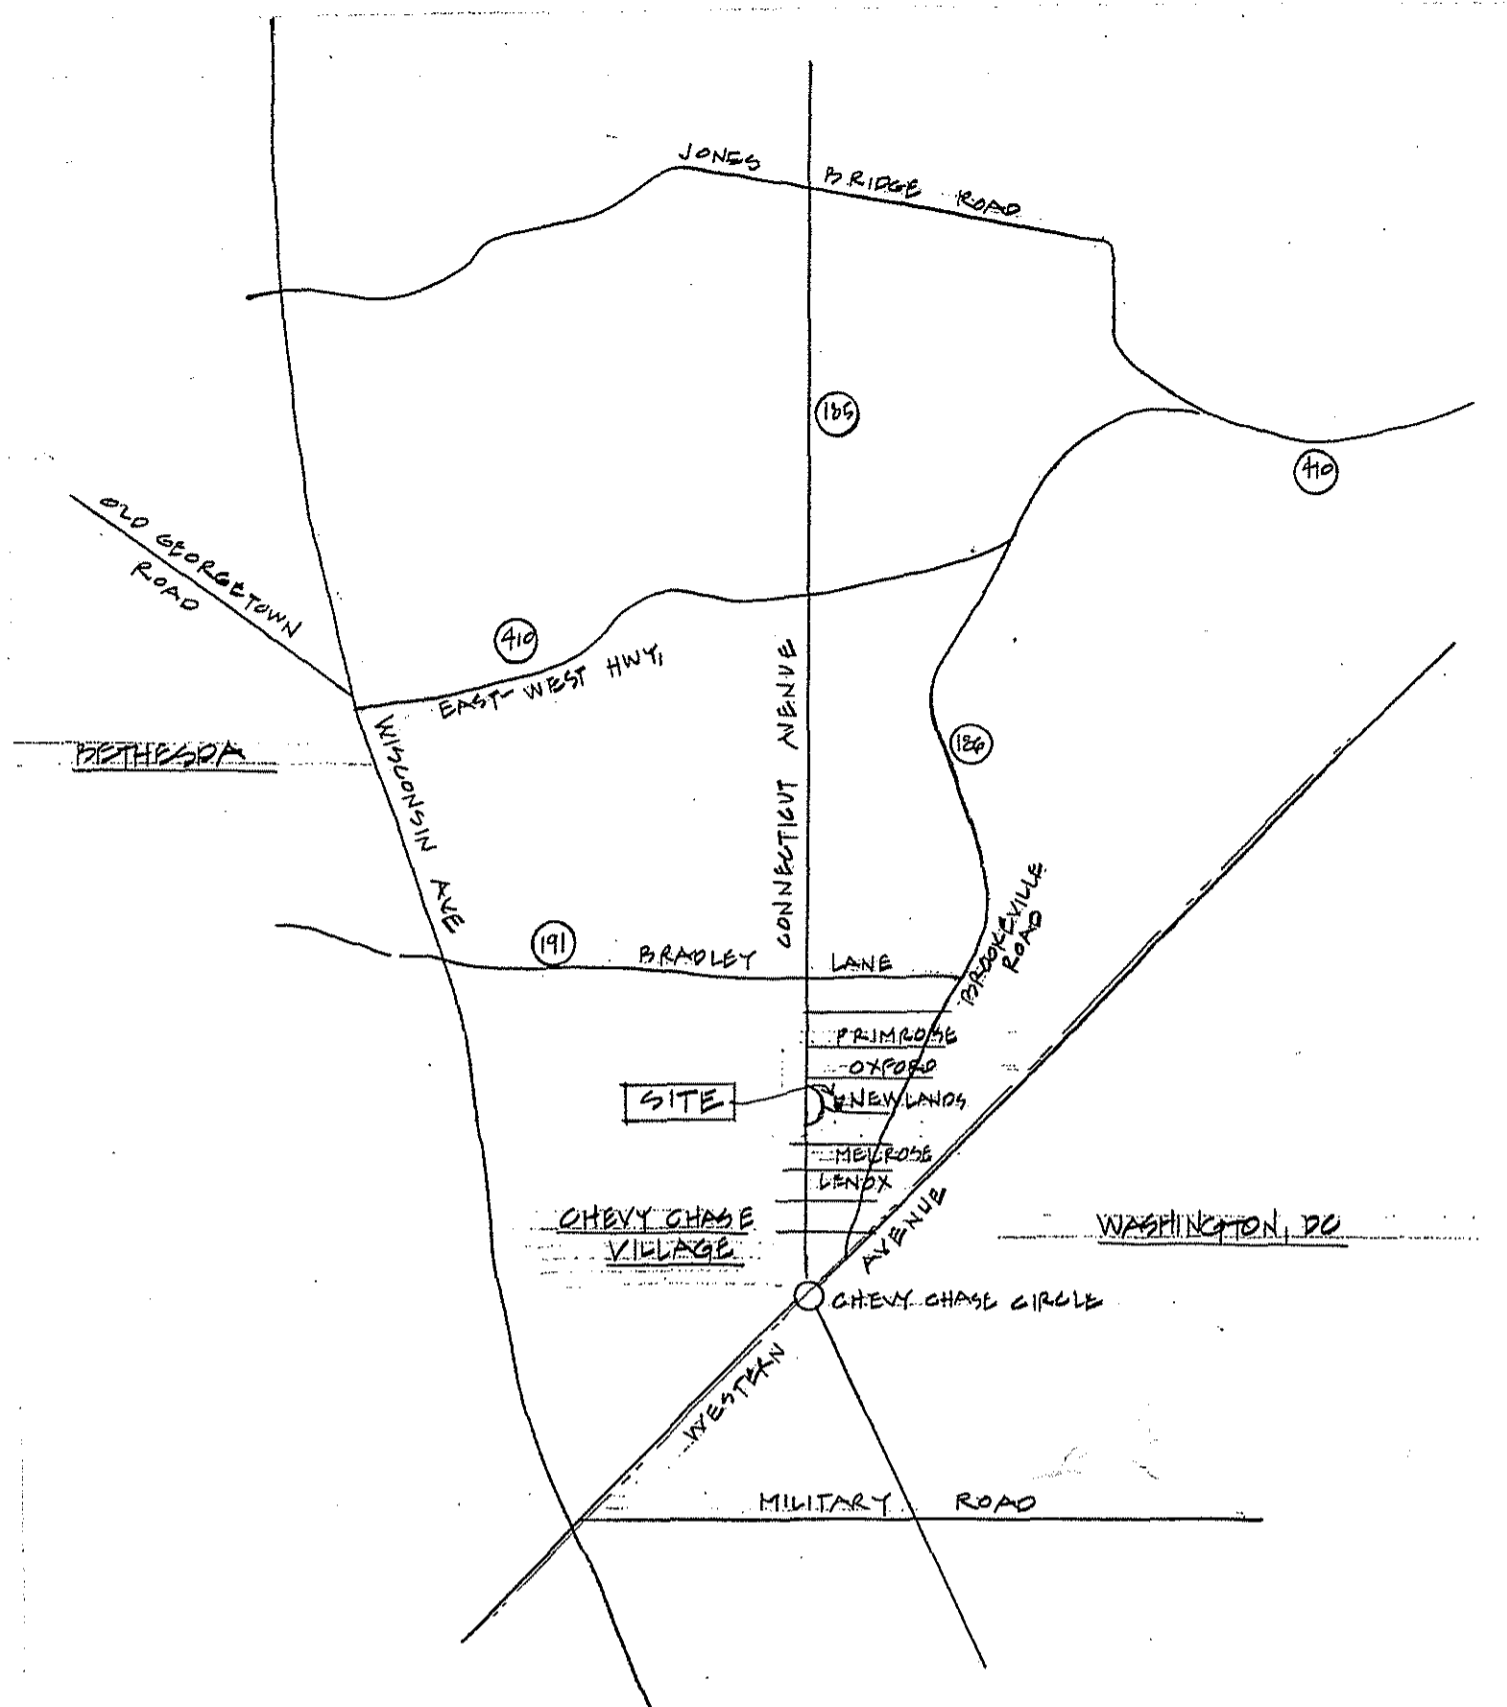 JONES BRIDGE ROAD
185
410
OLD GEORGETOWN
ROAD
410
EAST-WEST HWY.
CONNECTICUT AVENUE
186
BETHESDA
WISCONSIN AVE
BROOKEVILLE
ROAD
191
BRADLEY LANE
PRIMROSE
OXFORD
SITE
NEWLANDS
MELROSE
LENOX
CHEVY CHASE
VILLAGE
WASHINGTON, DC
WESTERN AVENUE
CHEVY CHASE CIRCLE
MILITARY ROAD